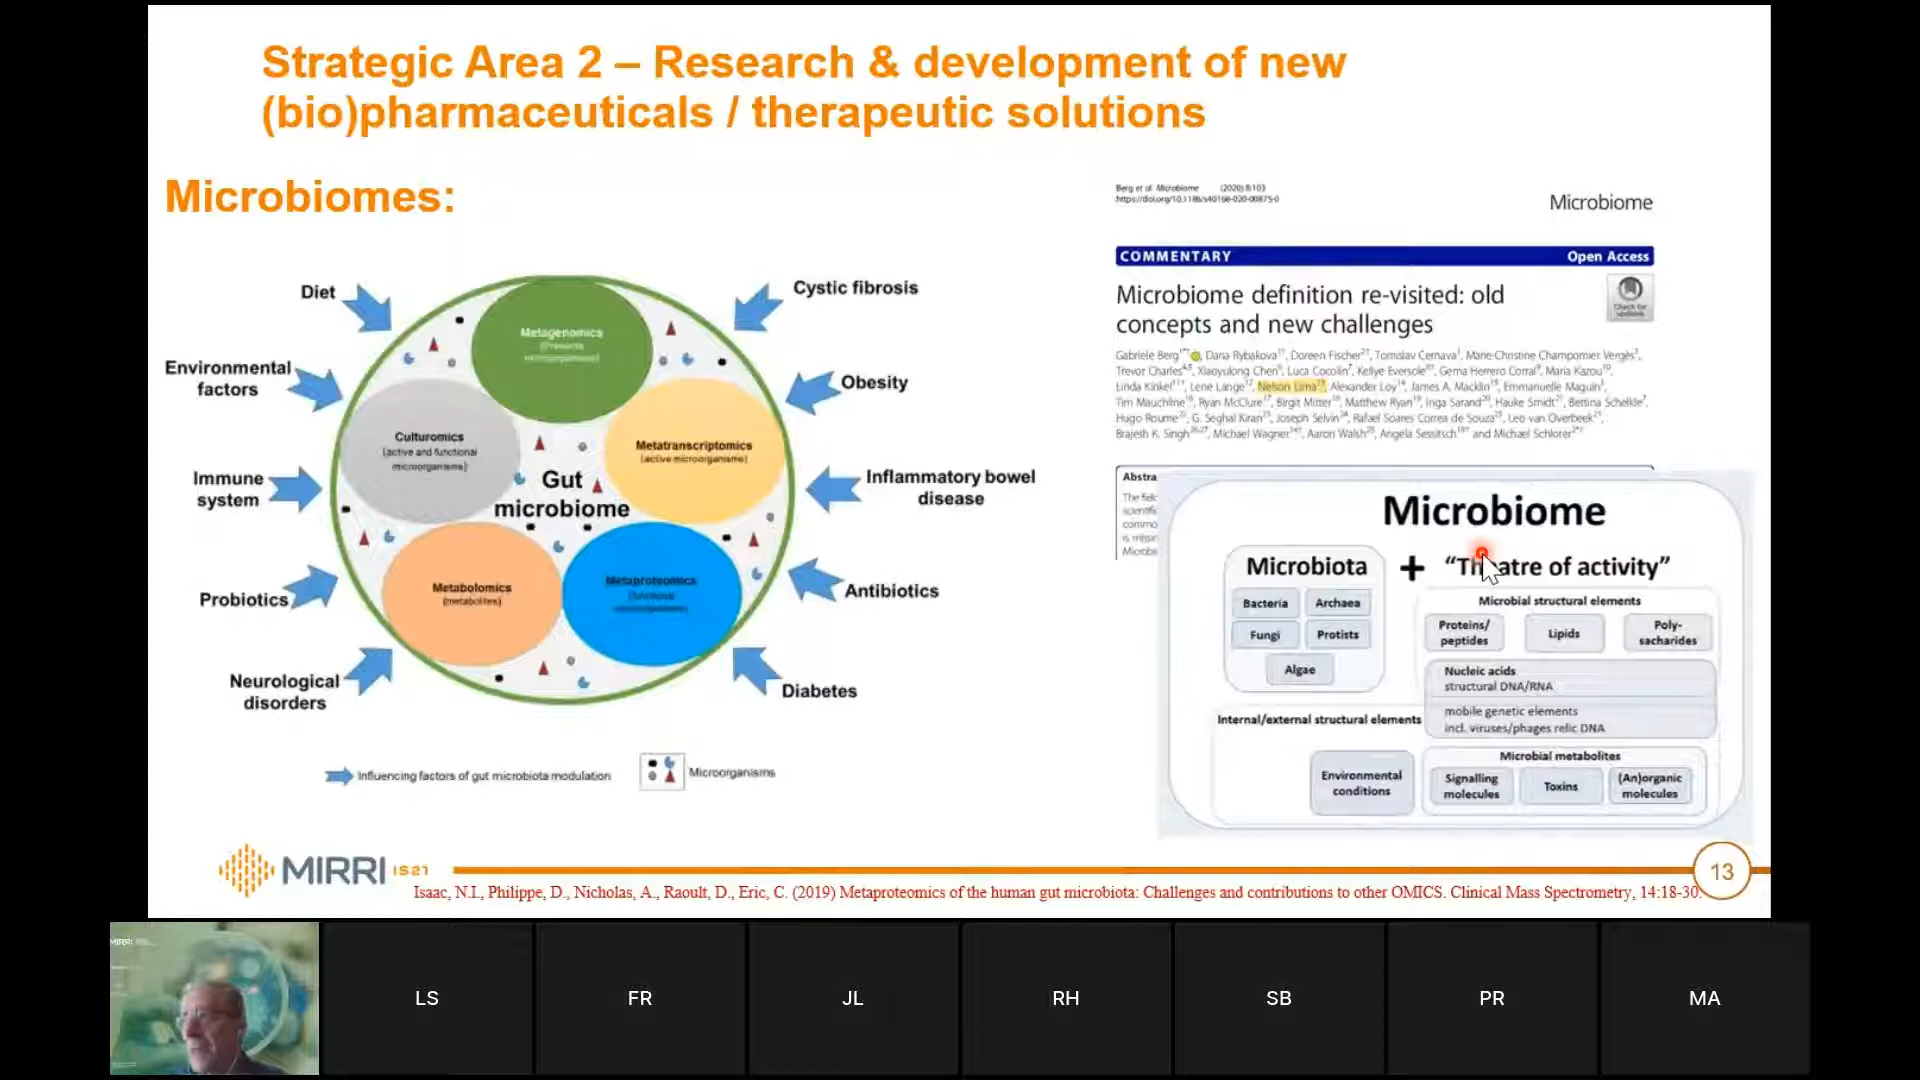 Strategic Area 2 – Research & development of new
(bio)pharmaceuticals / therapeutic solutions
Microbiomes:
Diet
Environmental
factors
Immune
system
Probiotics
Neurological
disorders
Metagenomics
Culturomics
(active and functional
microorganisms)
Metatranscriptomics
(active microorganisms)
Gut
microbiome
Metabolomics
(metabolites)
Metaproteomics
Cystic fibrosis
Obesity
Inflammatory bowel
disease
Antibiotics
Diabetes
Influencing factors of gut microbiota modulation
Microorganisms
Berg et al. Microbiome (2020) 8:103
https://doi.org/10.1186/s40168-020-00875-0
Microbiome
COMMENTARY
Open Access
Microbiome definition re-visited: old
concepts and new challenges
Check for
updates
Gabriele Berg, Daria Rybakova, Doreen Fischer, Tomislav Cernava, Marie-Christine Champomier Vergès,
Trevor Charles, Xiaoyulong Chen, Luca Cocolin, Kellye Eversole, Gema Herrero Corral, Maria Kazou,
Linda Kinkel, Lene Lange, Nelson Lima, Alexander Loy, James A. Macklin, Emmanuelle Maguin,
Tim Mauchline, Ryan McClure, Birgit Mitter, Matthew Ryan, Inga Sarand, Hauke Smidt, Bettina Schelkle,
Hugo Roume, G. Seghal Kiran, Joseph Selvin, Rafael Soares Correa de Souza, Leo van Overbeek,
Brajesh K. Singh, Michael Wagner, Aaron Walsh, Angela Sessitsch and Michael Schloter
Abstra
Microbiome
Microbiota + "Theatre of activity"
Bacteria
Archaea
Fungi
Protists
Algae
Microbial structural elements
Proteins/
peptides
Lipids
Poly-
sacharides
Nucleic acids
structural DNA/RNA
mobile genetic elements
incl. viruses/phages relic DNA
Internal/external structural elements
Environmental
conditions
Microbial metabolites
Signalling
molecules
Toxins
(An)organic
molecules
MIRRI IS21
13
Isaac, N.I., Philippe, D., Nicholas, A., Raoult, D., Eric, C. (2019) Metaproteomics of the human gut microbiota: Challenges and contributions to other OMICS. Clinical Mass Spectrometry, 14:18-30.
MIRRI
LS
FR
JL
RH
SB
PR
MA